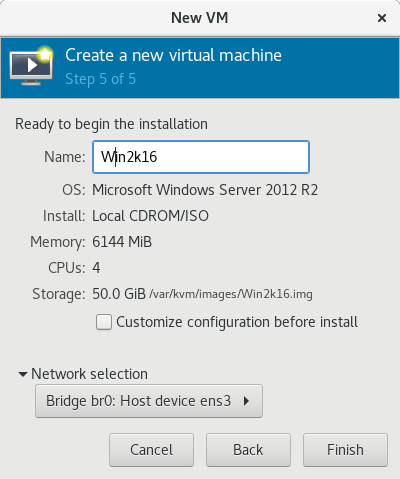 New VM
Create a new virtual machine
Step 5 of 5
Ready to begin the installation
Name: Win2k16
OS: Microsoft Windows Server 2012 R2
Install: Local CDROM/ISO
Memory: 6144 MiB
CPUs: 4
Storage: 50.0 GiB /var/kvm/images/Win2k16.img
Customize configuration before install
Network selection
Bridge br0: Host device ens3
Cancel Back Finish